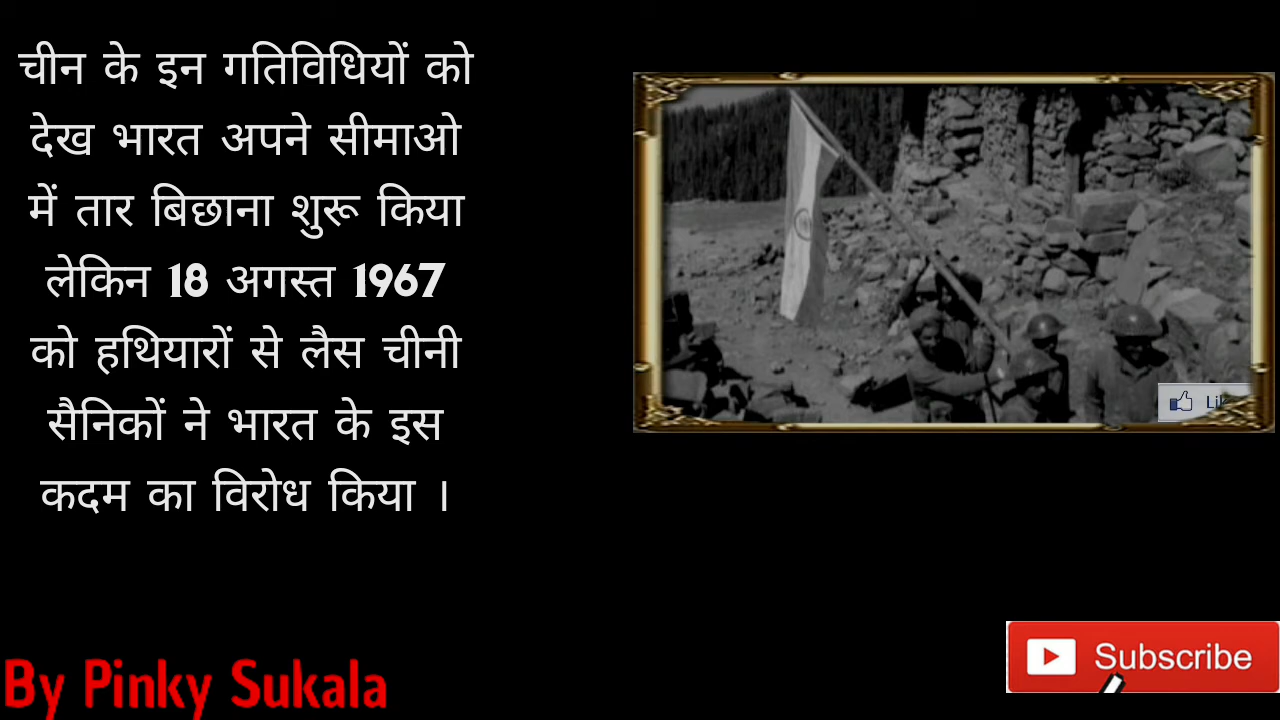 चीन के इन गतिविधियों को
देख भारत अपने सीमाओ
में तार बिछाना शुरू किया
लेकिन 18 अगस्त 1967
को हथियारों से लैस चीनी
सैनिकों ने भारत के इस
कदम का विरोध किया ।
Subscribe
By Pinky Sukala